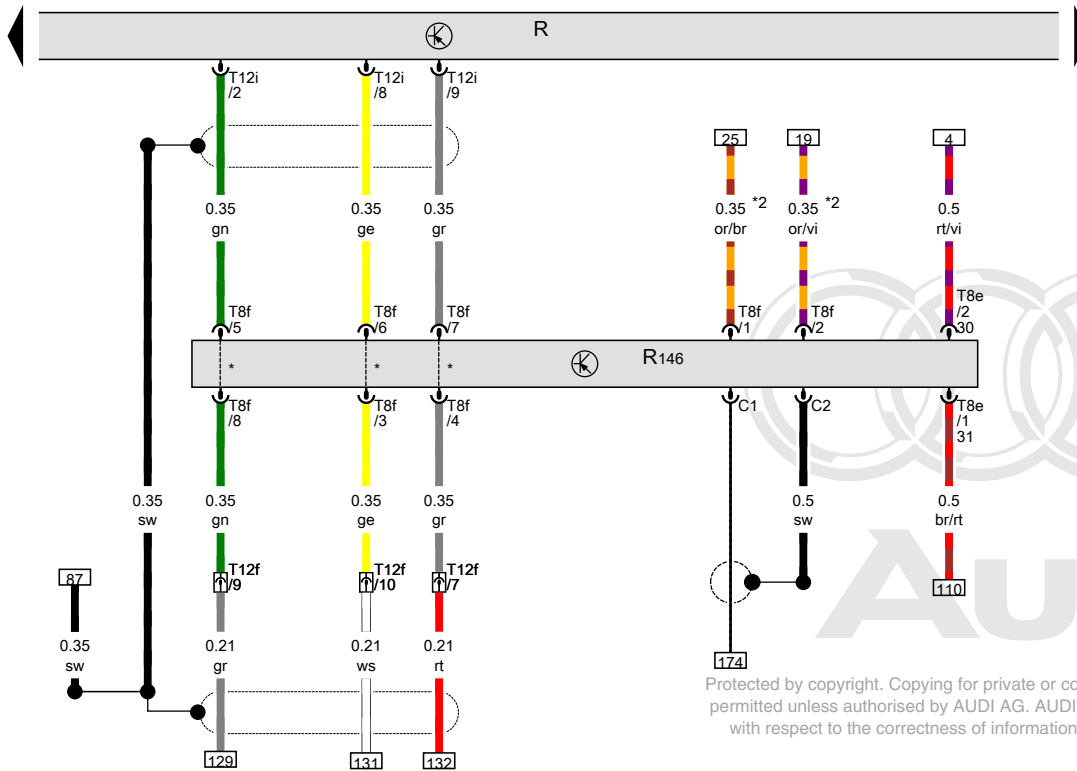 R
T12i
/2
T12i
/8
T12i
/9
25
19
4
0.35
gn
0.35
ge
0.35
gr
0.35 *2
or/br
0.35 *2
or/vi
0.5
rt/vi
T8f
/5
T8f
/6
T8f
/7
T8f
/1
T8f
/2
T8e
/2
30
* * * R146
T8f
/8
T8f
/3
T8f
/4
C1
C2
T8e
/1
31
0.35
sw
0.35
gn
0.35
ge
0.35
gr
0.5
sw
0.5
br/rt
87
T12f
/9
T12f
/10
T12f
/7
110
0.35
sw
0.21
gr
0.21
ws
0.21
rt
174
129
131
132
Au
Protected by copyright. Copying for private or co
permitted unless authorised by AUDI AG. AUDI
with respect to the correctness of information